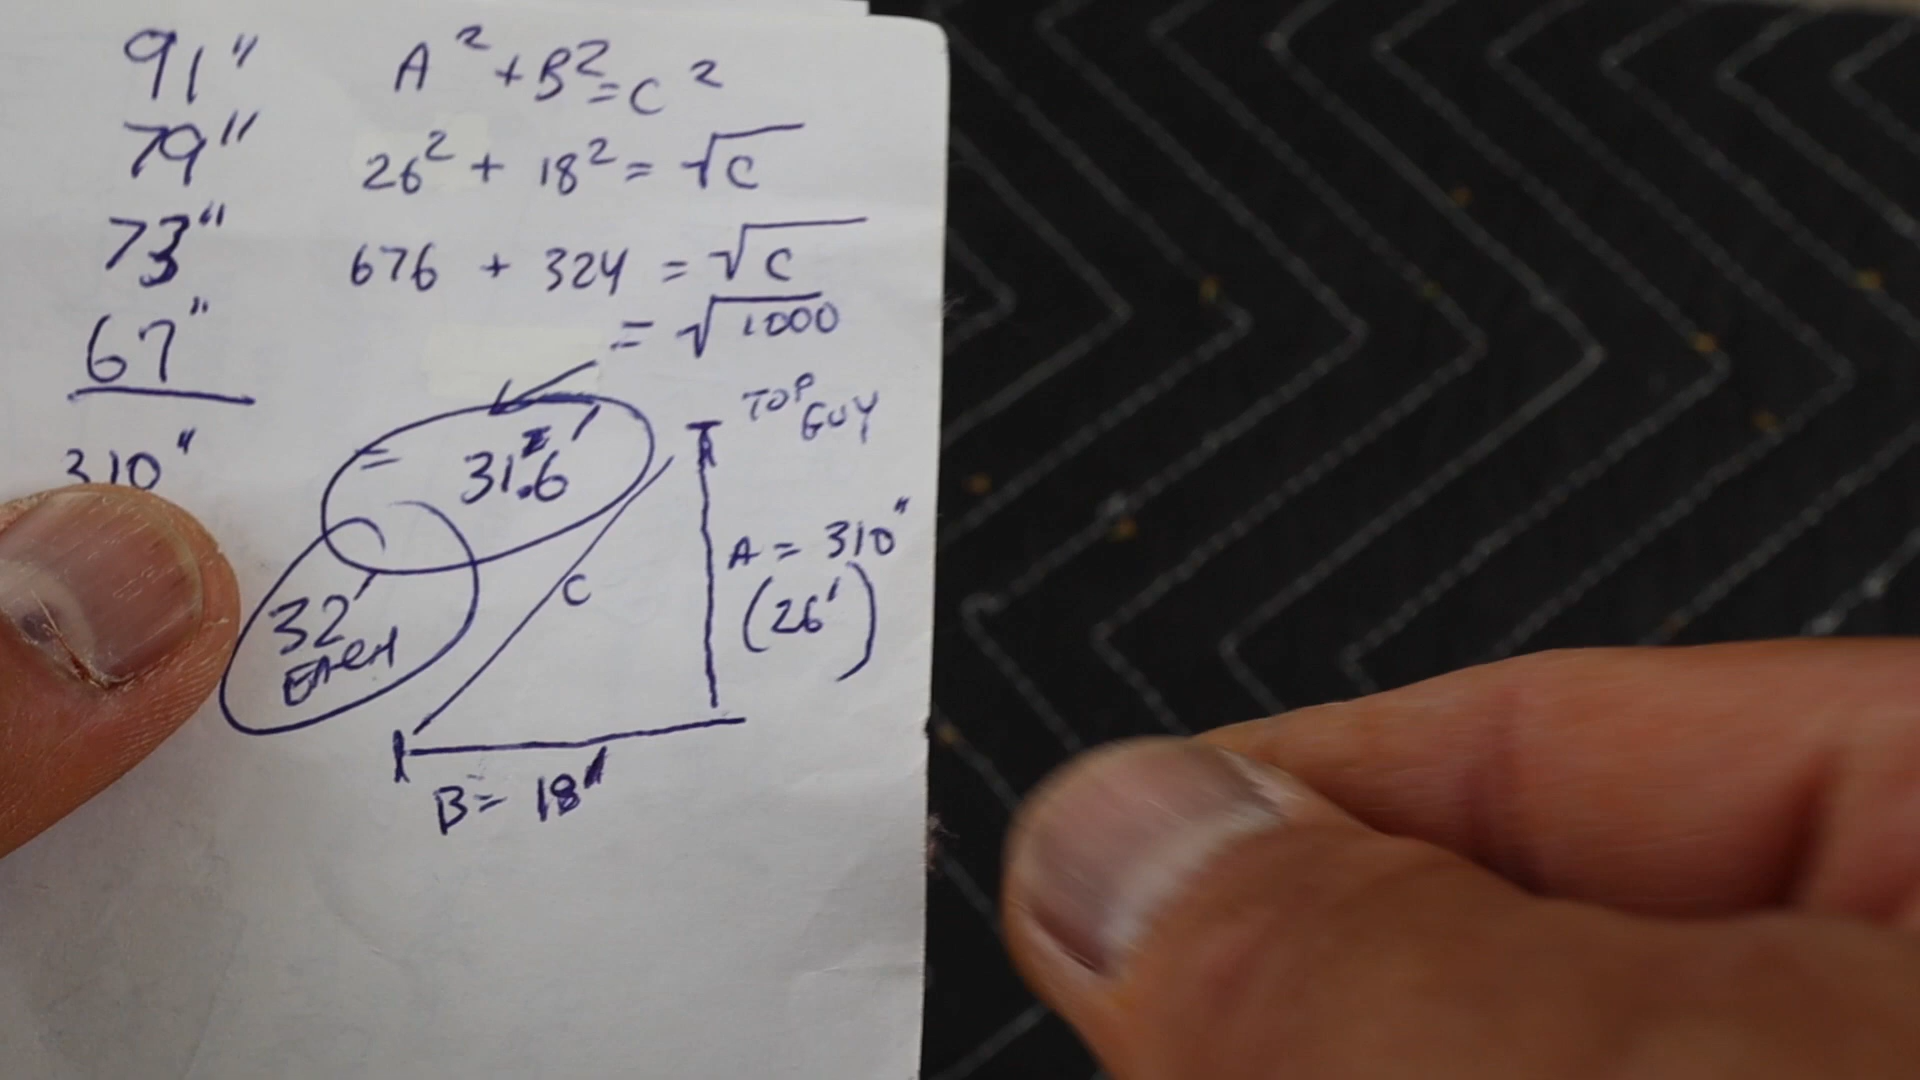 91"
79"
73"
67"
310"
A² + B² = C²
26² + 18² = √C
676 + 324 = √C
= √1000
= 31.6'
32'
EACH
TOP
GUY
A = 310"
(26')
C
B = 18'